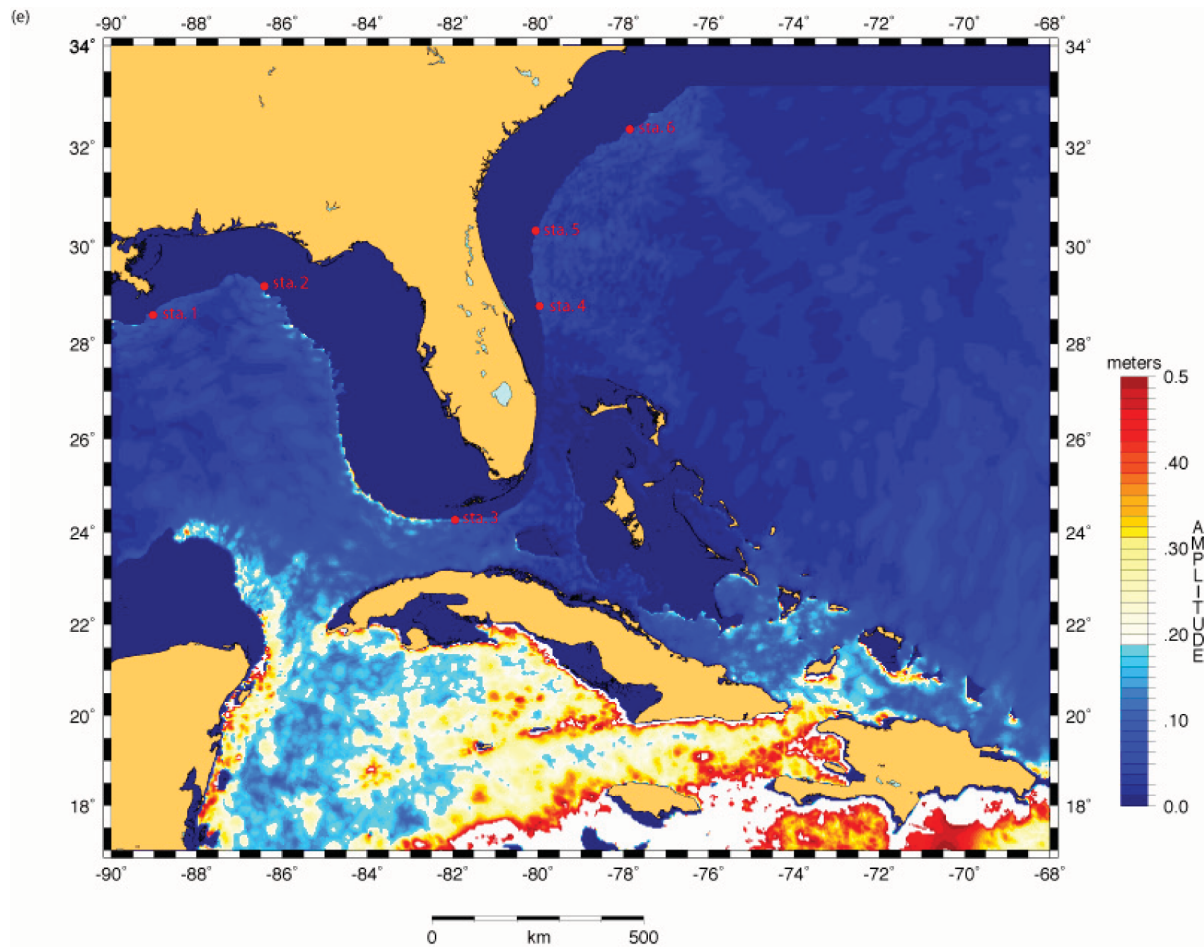 (e)
-90 -88° -86° -84° -82° -80° -78° -76° -74° -72° -70° -68°
34° 34°
32° 32°
30° 30°
28° 28°
26° 26°
24° 24°
22° 22°
20° 20°
18° 18°
-90° -88° -86° -84° -82° -80° -78° -76° -74° -72° -70° -68°
sta. 6
sta. 5
sta. 2
sta. 4
sta. 1
sta. 3
meters
0.5
.40
.30
.20
.10
0.0
AMPLITUDE
0 km 500